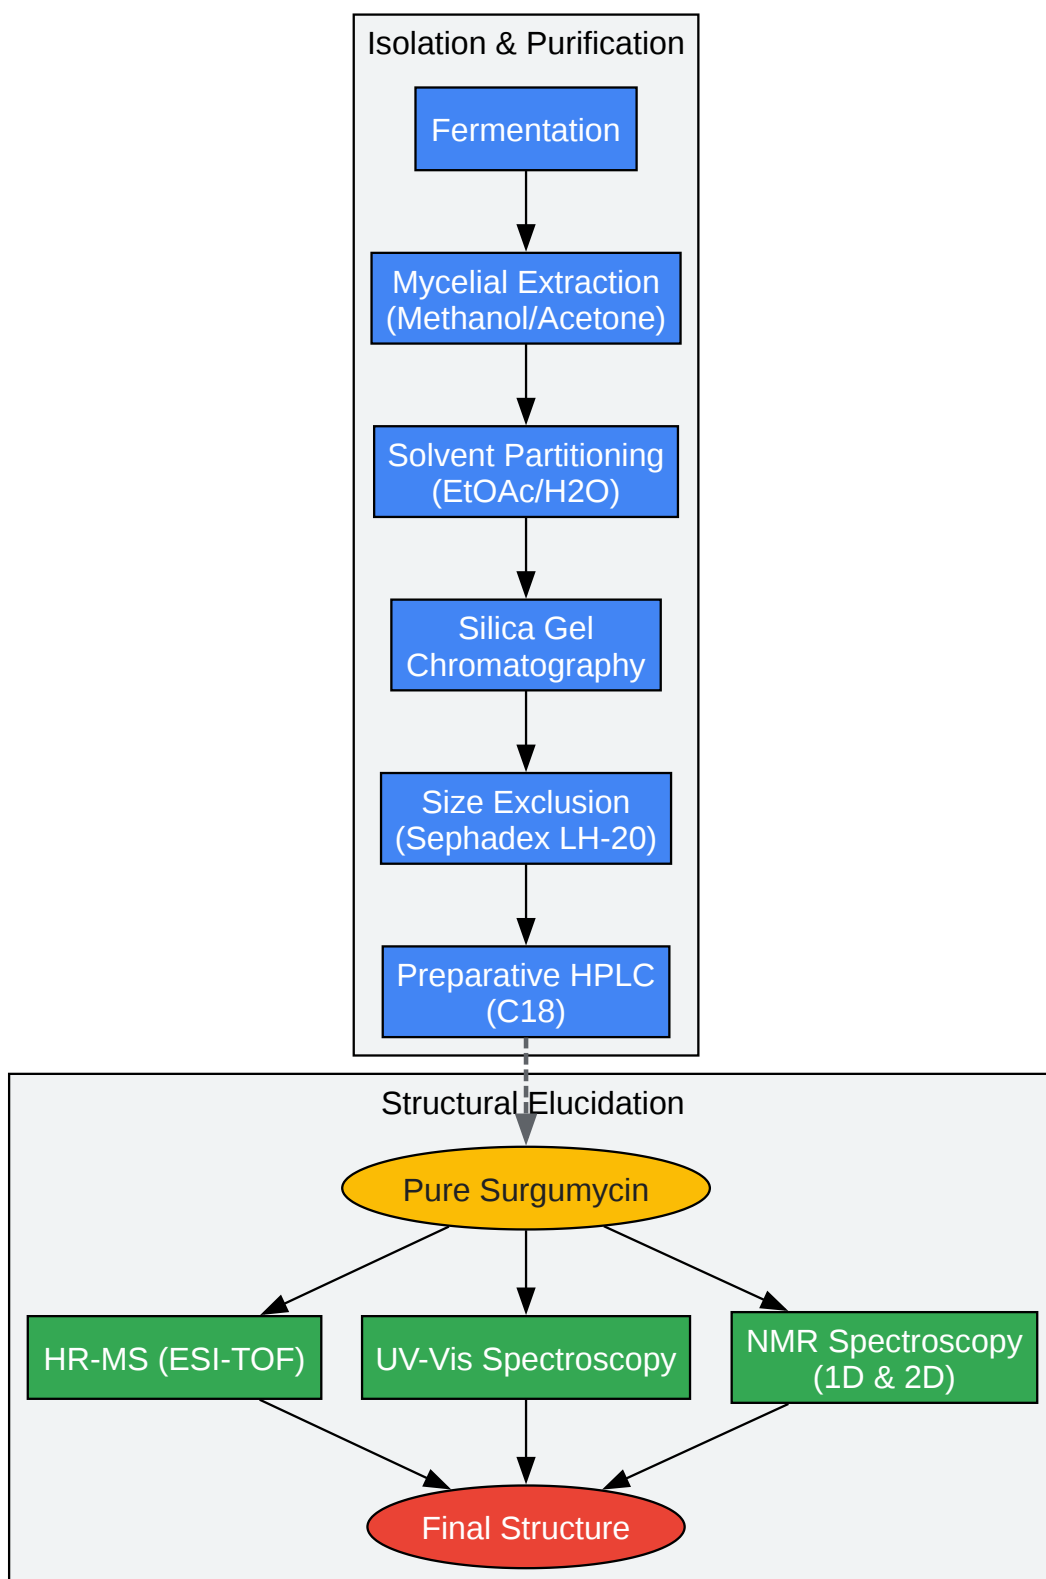 Isolation & Purification
Fermentation
Mycelial Extraction
(Methanol/Acetone)
Solvent Partitioning
(EtOAc/H2O)
Silica Gel
Chromatography
Size Exclusion
(Sephadex LH-20)
Preparative HPLC
(C18)
Structural Elucidation
Pure Surgumycin
HR-MS (ESI-TOF)
UV-Vis Spectroscopy
NMR Spectroscopy
(1D & 2D)
Final Structure